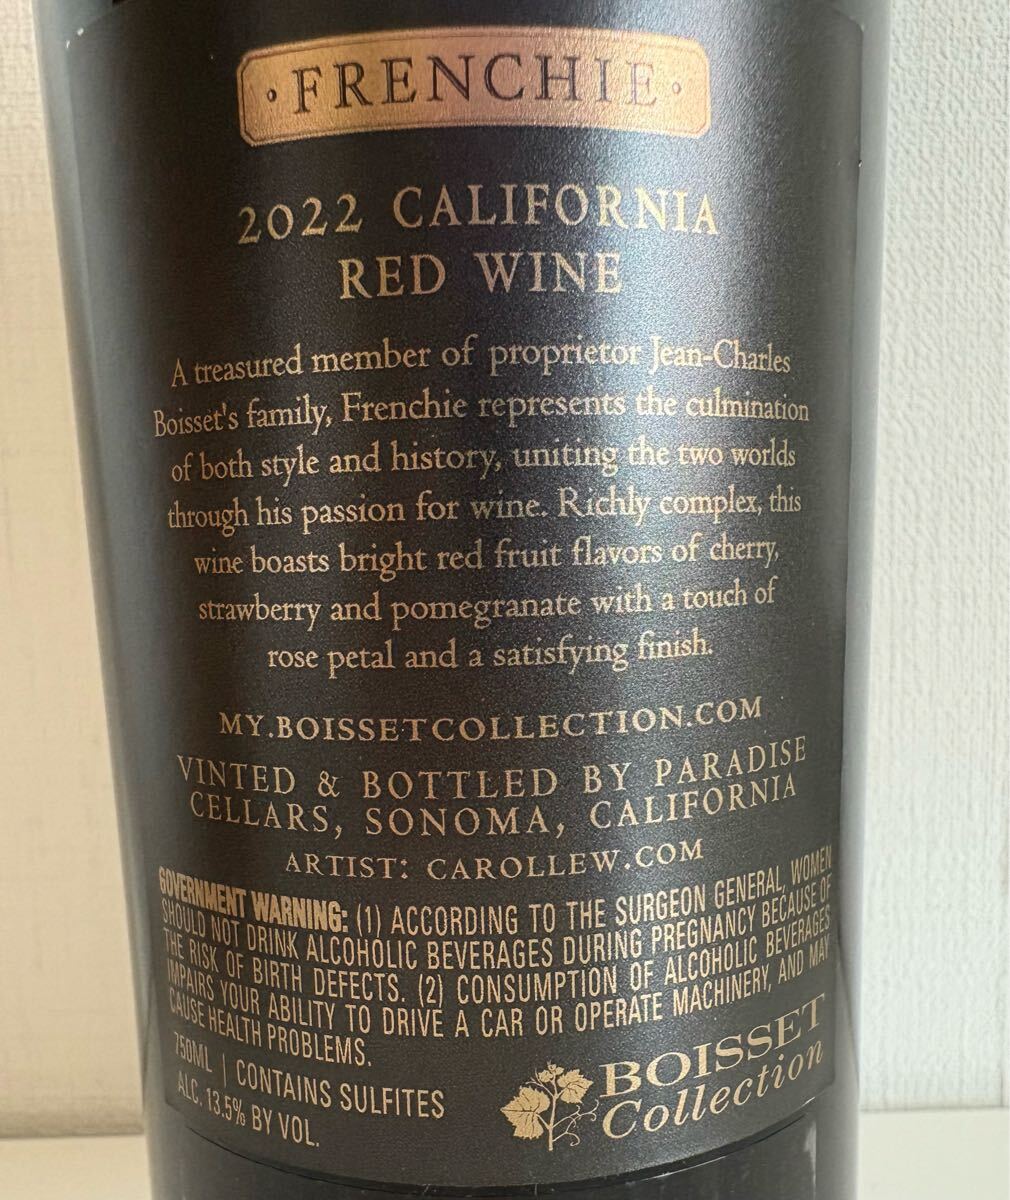 ·FRENCHIE·
2022 CALIFORNIA
RED WINE
A treasured member of proprietor Jean-Charles
Boisset's family, Frenchie represents the culmination
of both style and history, uniting the two worlds
through his passion for wine. Richly complex, this
wine boasts bright red fruit flavors of cherry,
strawberry and pomegranate with a touch of
rose petal and a satisfying finish.
MY.BOISSETCOLLECTION.COM
VINTED & BOTTLED BY PARADISE
CELLARS, SONOMA, CALIFORNIA
ARTIST: CAROLLEW.COM
GOVERNMENT WARNING: (1) ACCORDING TO THE SURGEON GENERAL, WOMEN
SHOULD NOT DRINK ALCOHOLIC BEVERAGES DURING PREGNANCY BECAUSE OF
THE RISK OF BIRTH DEFECTS. (2) CONSUMPTION OF ALCOHOLIC BEVERAGES
IMPAIRS YOUR ABILITY TO DRIVE A CAR OR OPERATE MACHINERY, AND MAY
CAUSE HEALTH PROBLEMS.
750ML | CONTAINS SULFITES
ALC. 13.5% BY VOL.
BOISSET
Collection